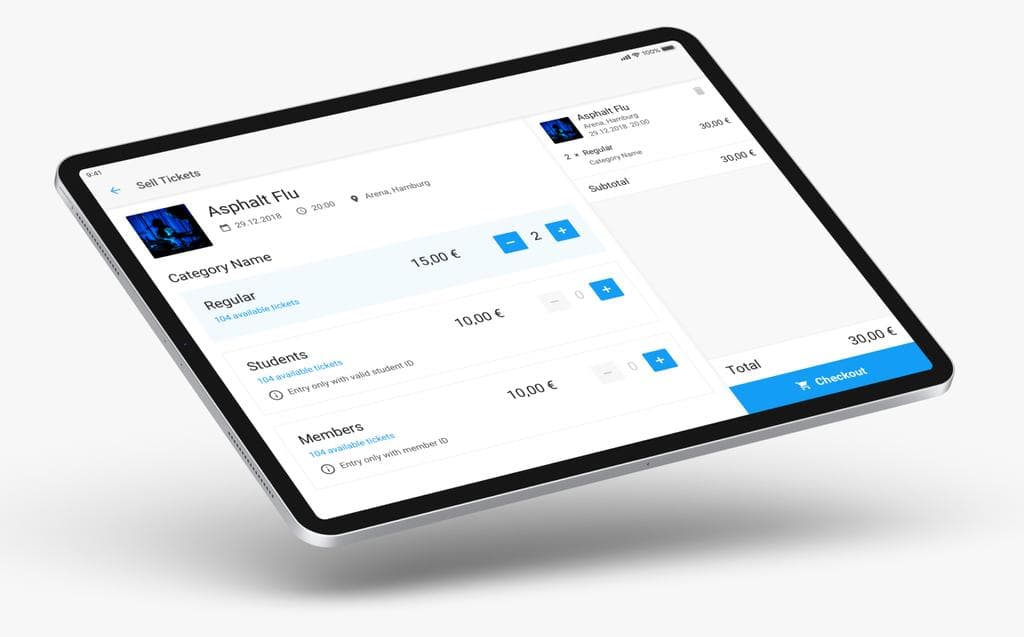 9:41
100%
Sell Tickets
Asphalt Flu
29.12.2018 20:00 Arena, Hamburg
Category Name
Regular
104 available tickets
15,00 €
2
Students
104 available tickets
Entry only with valid student ID
10,00 €
0
Members
104 available tickets
Entry only with member ID
10,00 €
0
Asphalt Flu
Arena, Hamburg
29.12.2018 20:00
2 × Regular 30,00 €
Category Name
Subtotal 30,00 €
Total 30,00 €
Checkout